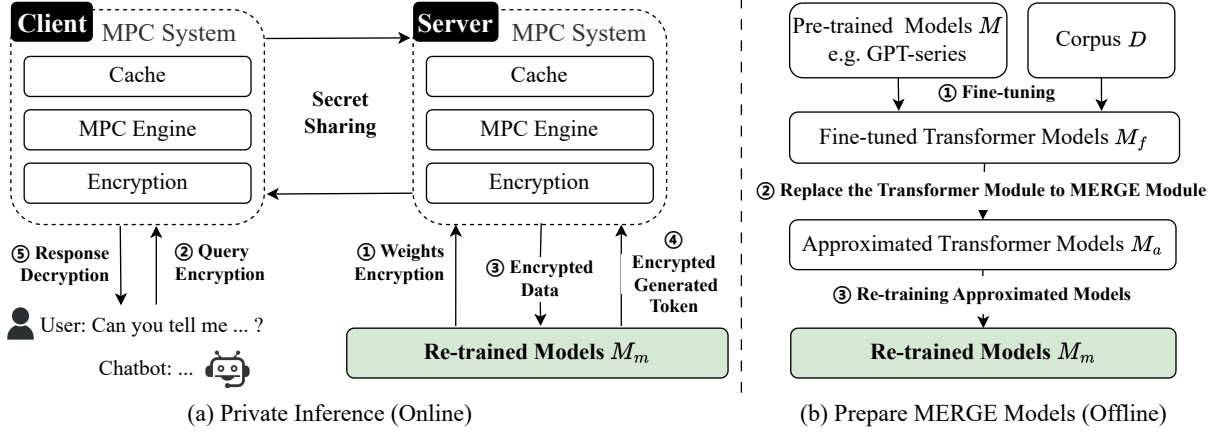 Client
MPC System
Cache
MPC Engine
Encryption
Secret
Sharing
Server
MPC System
Cache
MPC Engine
Encryption
⑤ Response
Decryption
② Query
Encryption
① Weights
Encryption
③ Encrypted
Data
④
Encrypted
Generated
Token
User: Can you tell me ... ?
Chatbot: ...
Re-trained Models M_m
(a) Private Inference (Online)
Pre-trained Models M
e.g. GPT-series
Corpus D
① Fine-tuning
Fine-tuned Transformer Models M_f
② Replace the Transformer Module to MERGE Module
Approximated Transformer Models M_a
③ Re-training Approximated Models
Re-trained Models M_m
(b) Prepare MERGE Models (Offline)